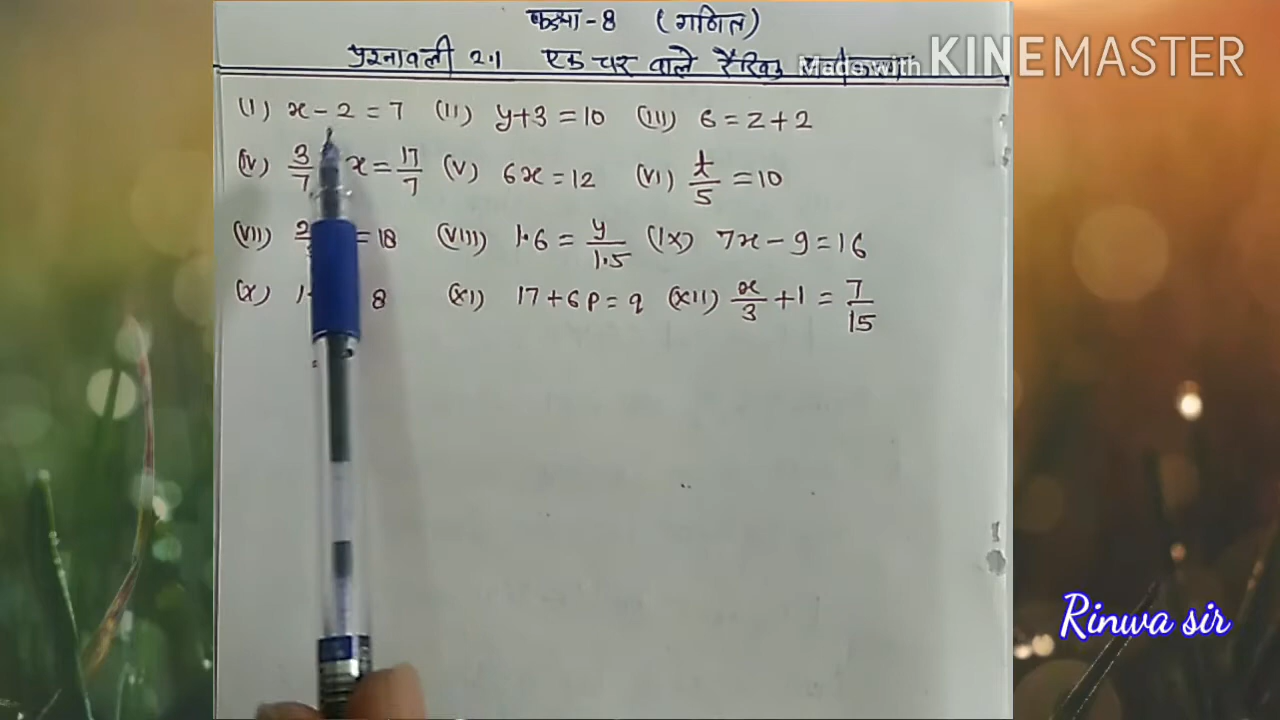 कक्षा-8 (गणित)
प्रश्नावली 2.1 एक चर वाले रैखिक
Made with KINEMASTER
(I) x - 2 = 7 (II) y + 3 = 10 (III) 6 = z + 2
(IV) 3/7 x = 17/7 (V) 6x = 12 (VI) t/5 = 10
(VII) 2 = 18 (VIII) 1.6 = y/1.5 (IX) 7x - 9 = 16
(X) 1 8 (XI) 17 + 6p = 9 (XII) x/3 + 1 = 7/15
Rinwa sir